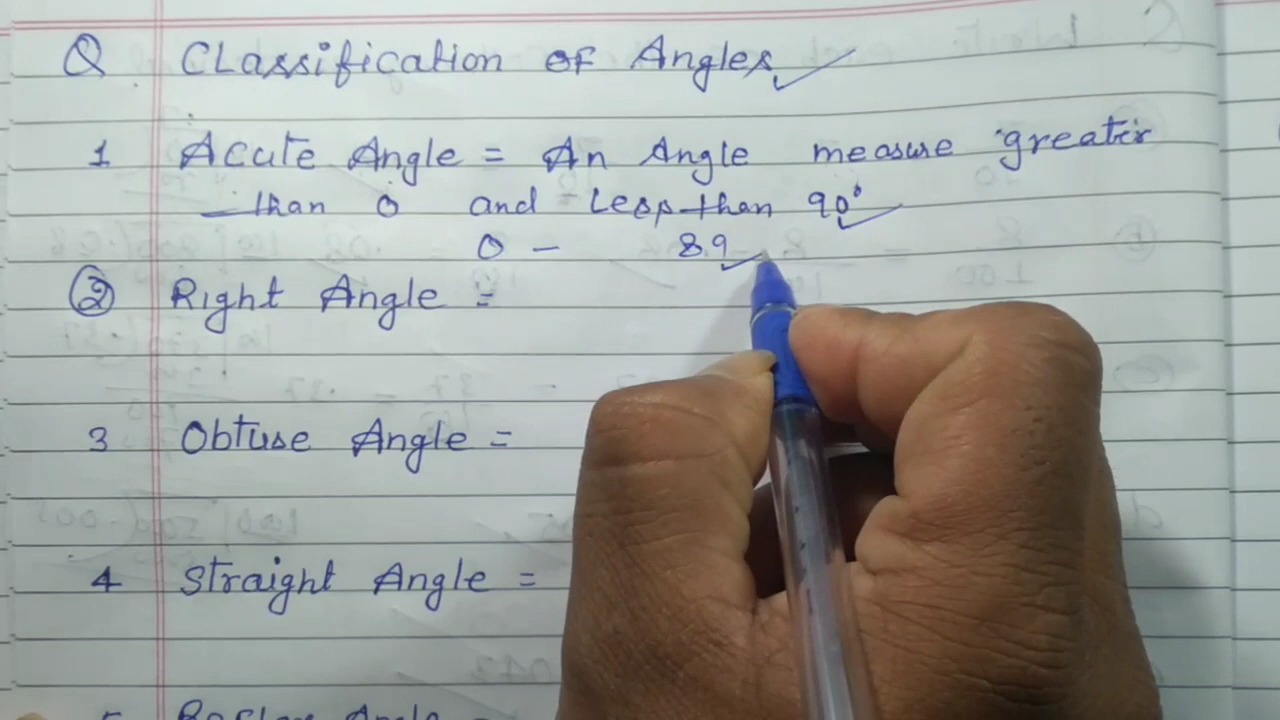 Q Classification of Angles
1 Acute Angle = An Angle measure greater
than 0 and less than 90°
0 - 89
2 Right Angle =
3 Obtuse Angle =
4 Straight Angle =
Angle